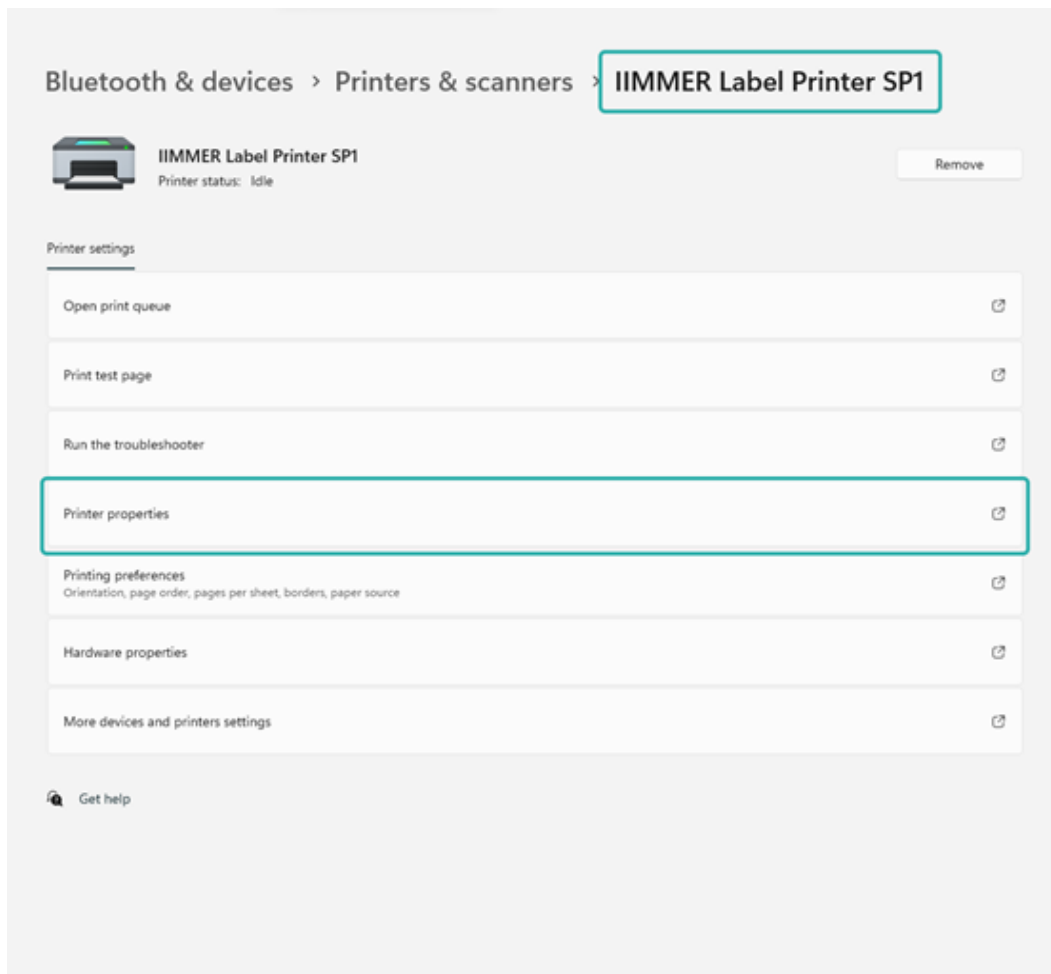 Bluetooth & devices > Printers & scanners > IIMMER Label Printer SP1
IIMMER Label Printer SP1
Printer status: Idle
Remove
Printer settings
Open print queue
Print test page
Run the troubleshooter
Printer properties
Printing preferences
Orientation, page order, pages per sheet, borders, paper source
Hardware properties
More devices and printers settings
Get help